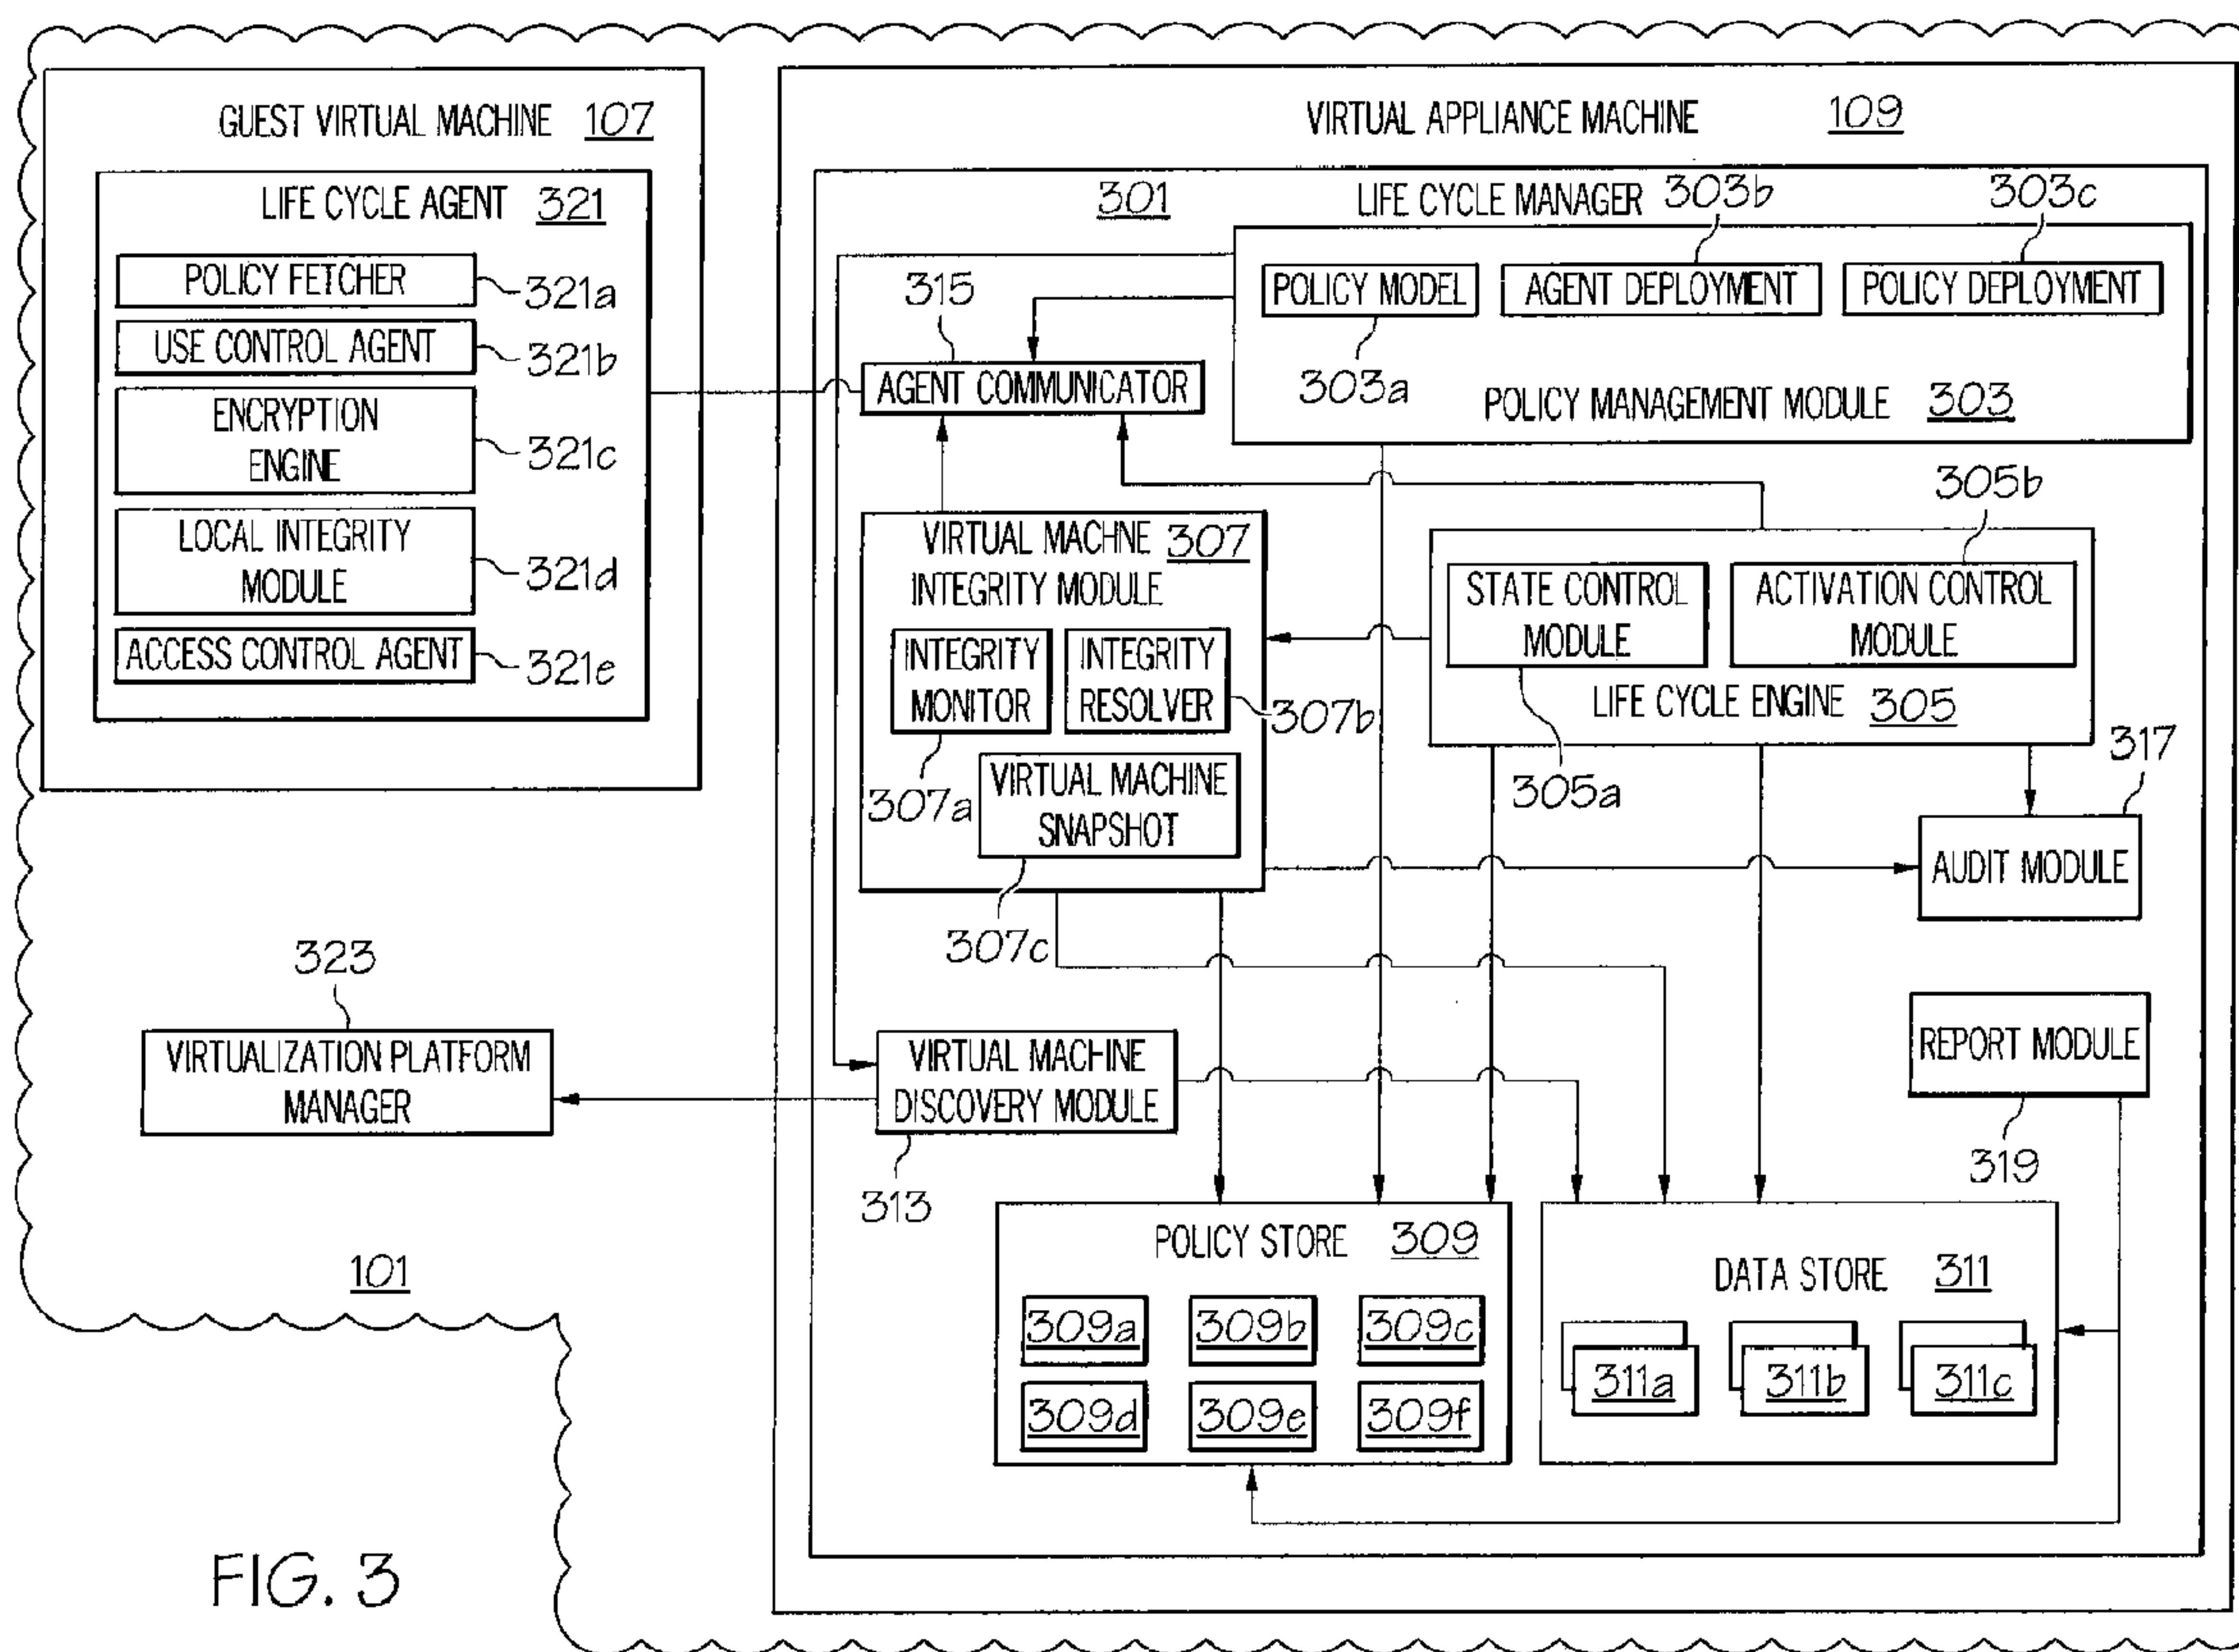 GUEST VIRTUAL MACHINE 107
LIFE CYCLE AGENT 321
POLICY FETCHER
321a
USE CONTROL AGENT
321b
ENCRYPTION
ENGINE
321c
LOCAL INTEGRITY
MODULE
321d
ACCESS CONTROL AGENT
321e
323
VIRTUALIZATION PLATFORM
MANAGER
101
FIG. 3
VIRTUAL APPLIANCE MACHINE 109
301
LIFE CYCLE MANAGER
303b
303c
POLICY MODEL
AGENT DEPLOYMENT
POLICY DEPLOYMENT
303a
POLICY MANAGEMENT MODULE 303
315
AGENT COMMUNICATOR
VIRTUAL MACHNE 307
INTEGRITY MODULE
INTEGRITY
MONITOR
INTEGRITY
RESOLVER
307b
307a
VIRTUAL MACHINE
SNAPSHOT
307c
305b
STATE CONTROL
MODULE
ACTIVATION CONTROL
MODULE
LIFE CYCLE ENGINE 305
305a
317
AUDIT MODULE
REPORT MODULE
319
VIRTUAL MACHINE
DISCOVERY MODULE
313
POLICY STORE 309
309a
309b
309c
309d
309e
309f
DATA STORE 311
311a
311b
311c